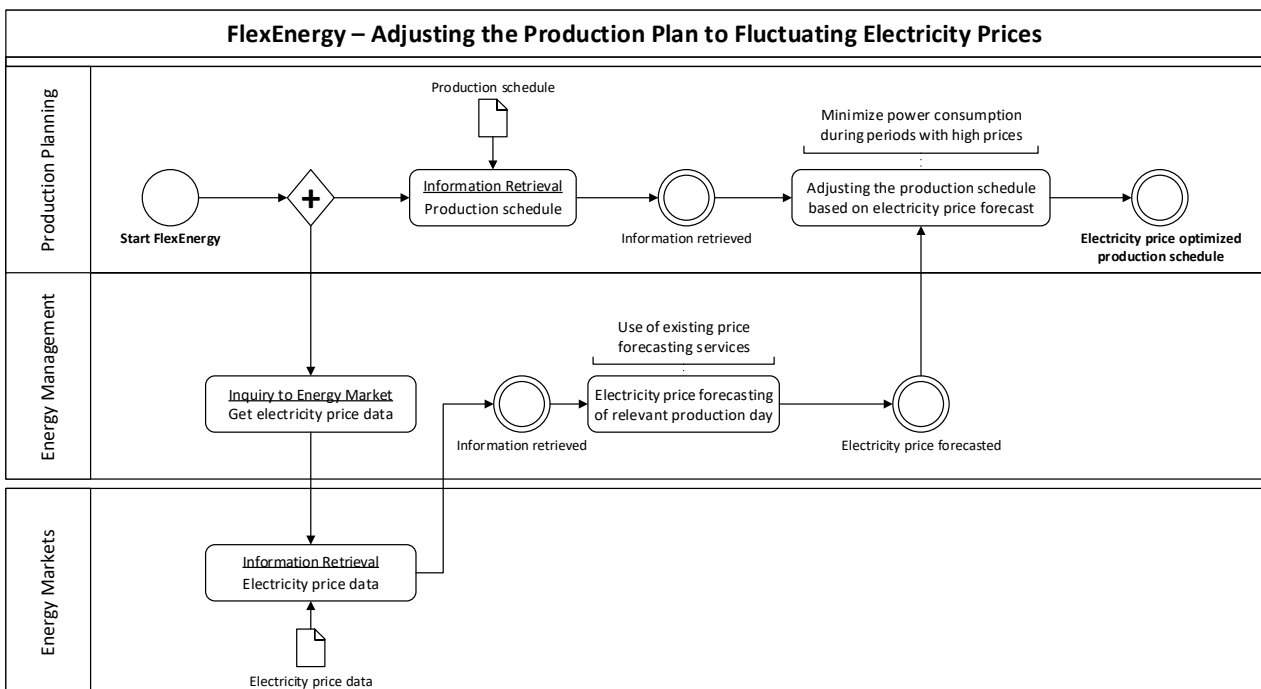 FlexEnergy – Adjusting the Production Plan to Fluctuating Electricity Prices
Production Planning
Production schedule
Minimize power consumption
during periods with high prices
Start FlexEnergy
Information Retrieval
Production schedule
Information retrieved
Adjusting the production schedule
based on electricity price forecast
Electricity price optimized
production schedule
Energy Management
Use of existing price
forecasting services
Inquiry to Energy Market
Get electricity price data
Information retrieved
Electricity price forecasting
of relevant production day
Electricity price forecasted
Energy Markets
Information Retrieval
Electricity price data
Electricity price data